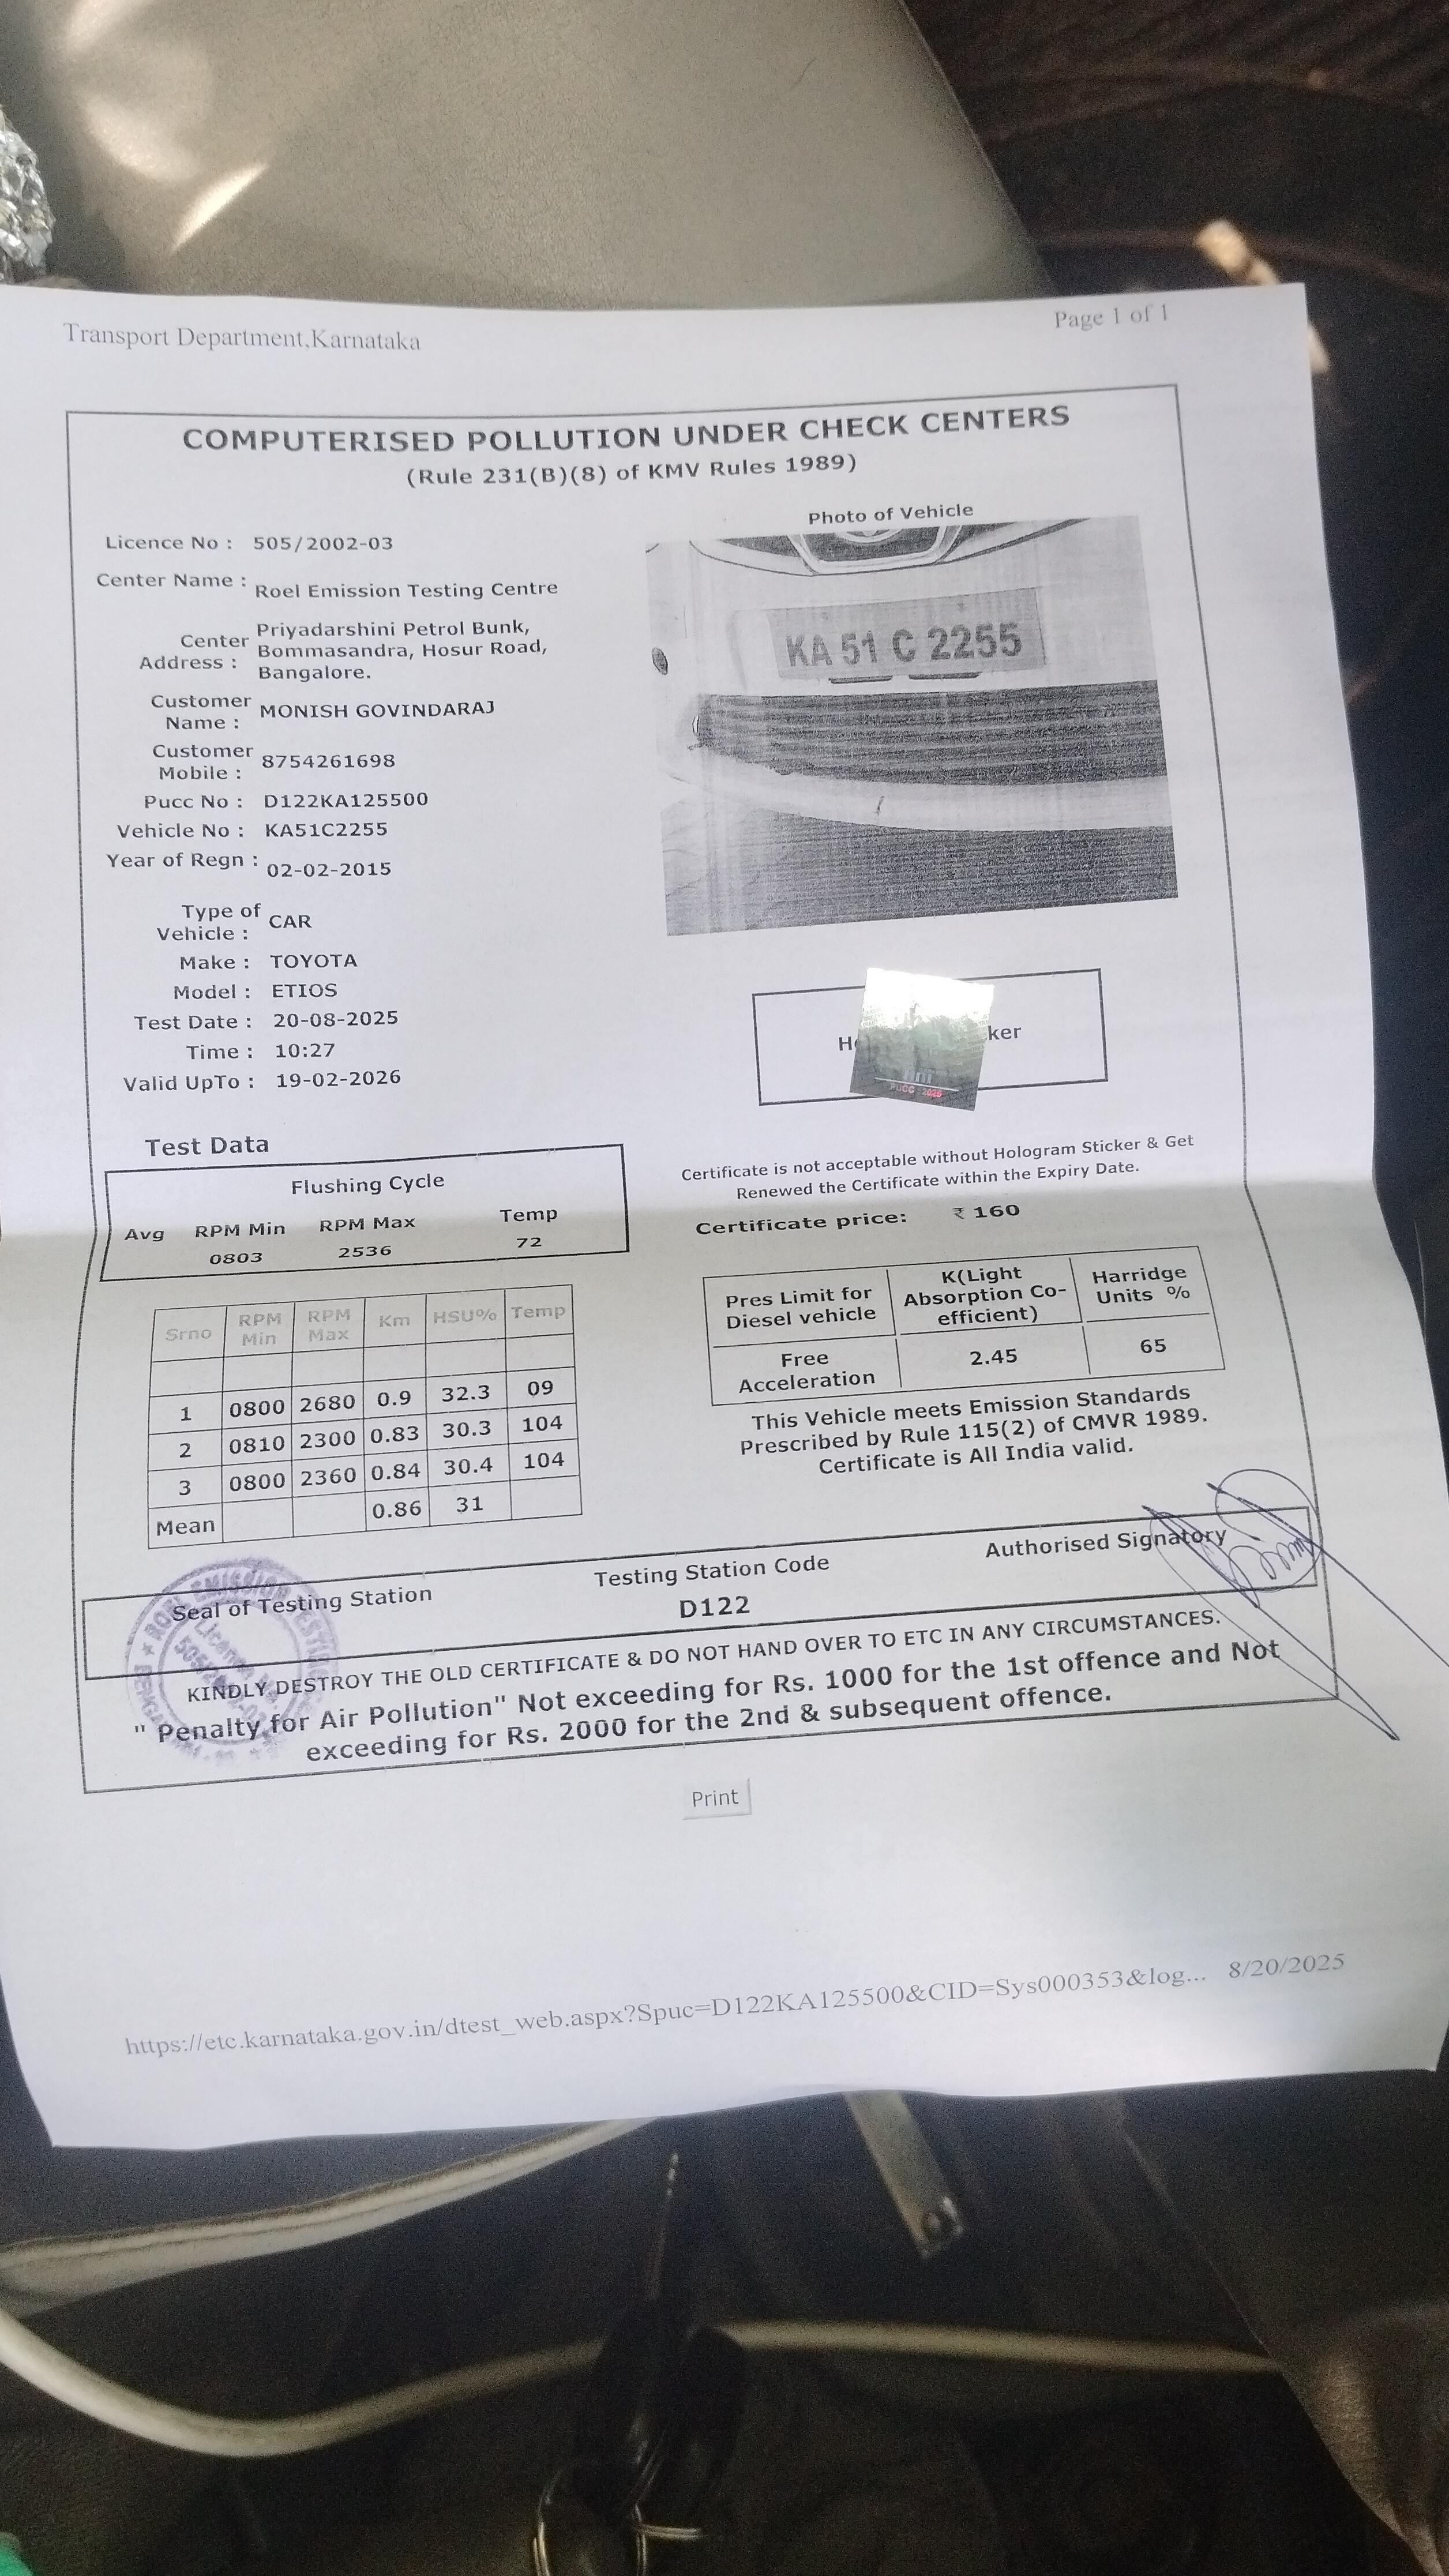 Transport Department,Karnataka
Page 1 of 1
COMPUTERISED POLLUTION UNDER CHECK CENTERS
(Rule 231(B)(8) of KMV Rules 1989)
Licence No : 505/2002-03
Center Name : Roel Emission Testing Centre
Center Address : Priyadarshini Petrol Bunk,
Bommasandra, Hosur Road,
Bangalore.
Customer Name : MONISH GOVINDARAJ
Customer Mobile : 8754261698
Pucc No : D122KA125500
Vehicle No : KA51C2255
Year of Regn : 02-02-2015
Type of Vehicle : CAR
Make : TOYOTA
Model : ETIOS
Test Date : 20-08-2025
Time : 10:27
Valid UpTo : 19-02-2026
Photo of Vehicle
KA 51 C 2255
PUCC 2025
Certificate is not acceptable without Hologram Sticker & Get
Renewed the Certificate within the Expiry Date.
Certificate price: ₹ 160
Test Data
Flushing Cycle
Avg RPM Min RPM Max Temp
0803 2536 72
Srno RPM Min RPM Max Km HSU% Temp
1 0800 2680 0.9 32.3 09
2 0810 2300 0.83 30.3 104
3 0800 2360 0.84 30.4 104
Mean 0.86 31
Pres Limit for Diesel vehicle K(Light Absorption Co-efficient) Harridge Units %
Free Acceleration 2.45 65
This Vehicle meets Emission Standards
Prescribed by Rule 115(2) of CMVR 1989.
Certificate is All India valid.
Seal of Testing Station
Testing Station Code
Authorised Signatory
D122
ROEL EMISSION TESTING
KINDLY DESTROY THE OLD CERTIFICATE & DO NOT HAND OVER TO ETC IN ANY CIRCUMSTANCES.
" Penalty for Air Pollution" Not exceeding for Rs. 1000 for the 1st offence and Not
exceeding for Rs. 2000 for the 2nd & subsequent offence.
Print
https://etc.karnataka.gov.in/dtest_web.aspx?Spuc=D122KA125500&CID=Sys000353&log... 8/20/2025